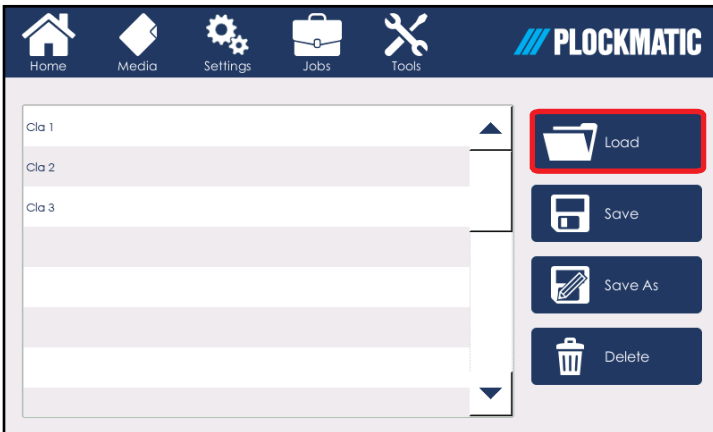 PLOCKMATIC
Home Media Settings Jobs Tools
Cla 1
Cla 2
Cla 3
Load
Save
Save As
Delete